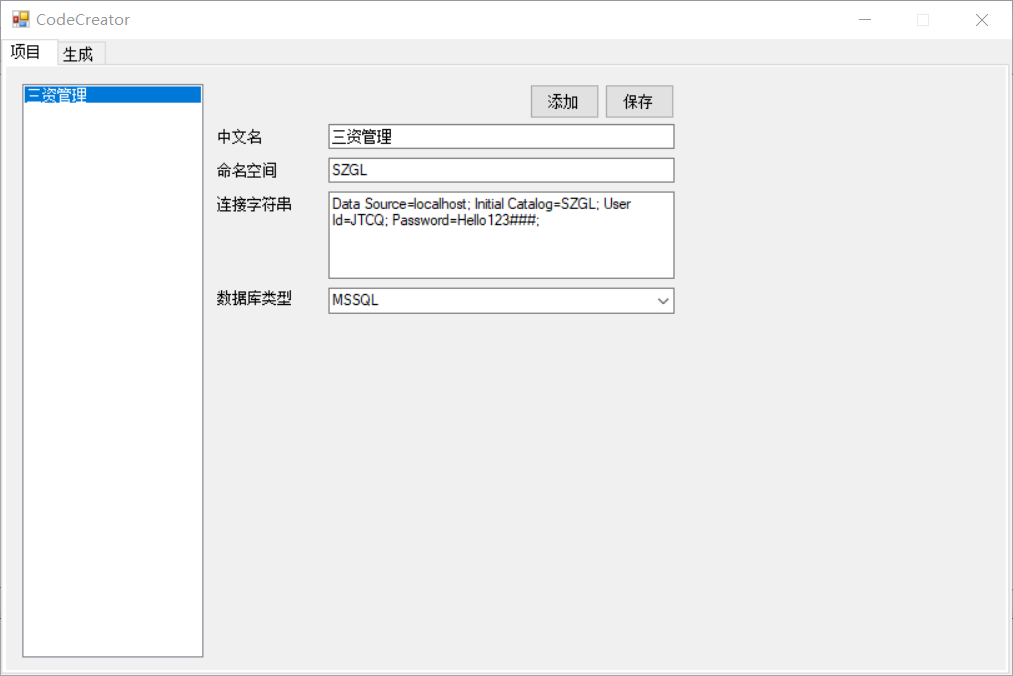 CodeCreator
项目 生成
三资管理
添加 保存
中文名 三资管理
命名空间 SZGL
连接字符串 Data Source=localhost; Initial Catalog=SZGL; User
Id=JTCQ; Password=Hello123###;
数据库类型 MSSQL